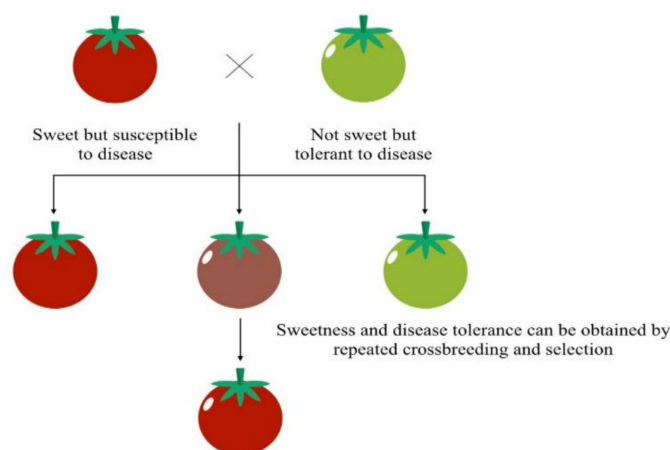 Sweet but susceptible
to disease
Not sweet but
tolerant to disease
Sweetness and disease tolerance can be obtained by
repeated crossbreeding and selection